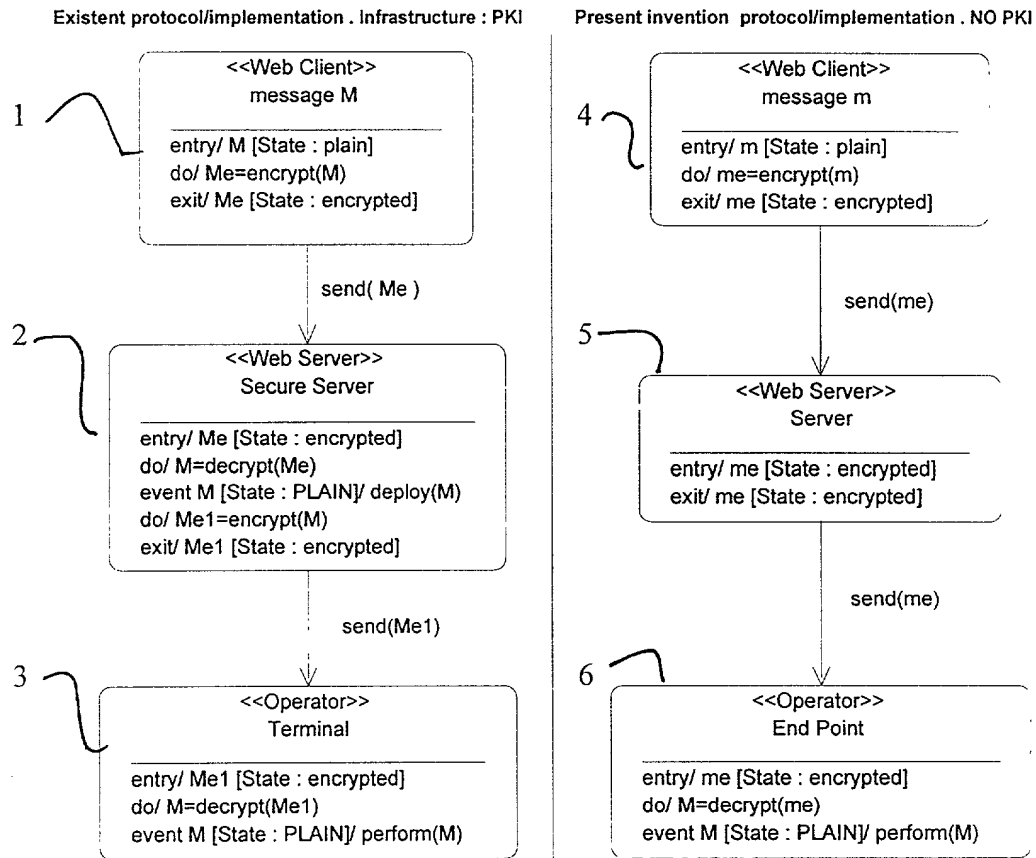 Existent protocol/implementation . Infrastructure : PKI
<<Web Client>>
message M
1
entry/ M [State : plain]
do/ Me=encrypt(M)
exit/ Me [State : encrypted]
send( Me )
2
<<Web Server>>
Secure Server
entry/ Me [State : encrypted]
do/ M=decrypt(Me)
event M [State : PLAIN]/ deploy(M)
do/ Me1=encrypt(M)
exit/ Me1 [State : encrypted]
send(Me1)
3
<<Operator>>
Terminal
entry/ Me1 [State : encrypted]
do/ M=decrypt(Me1)
event M [State : PLAIN]/ perform(M)
Present invention protocol/implementation . NO PKI
<<Web Client>>
message m
4
entry/ m [State : plain]
do/ me=encrypt(m)
exit/ me [State : encrypted]
send(me)
5
<<Web Server>>
Server
entry/ me [State : encrypted]
exit/ me [State : encrypted]
send(me)
6
<<Operator>>
End Point
entry/ me [State : encrypted]
do/ M=decrypt(me)
event M [State : PLAIN]/ perform(M)